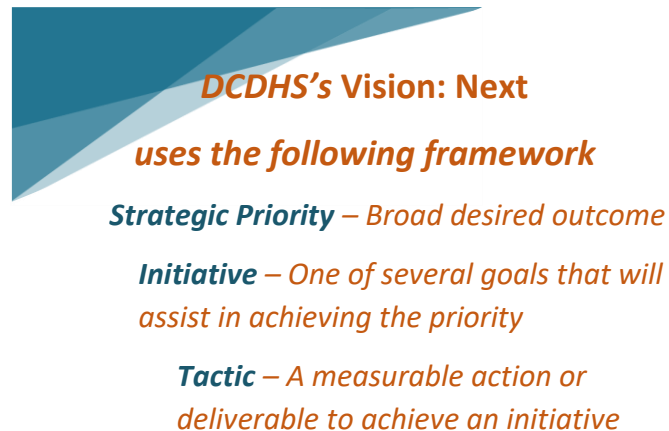 DCDHS's Vision: Next
uses the following framework
Strategic Priority – Broad desired outcome
Initiative – One of several goals that will
assist in achieving the priority
Tactic – A measurable action or
deliverable to achieve an initiative